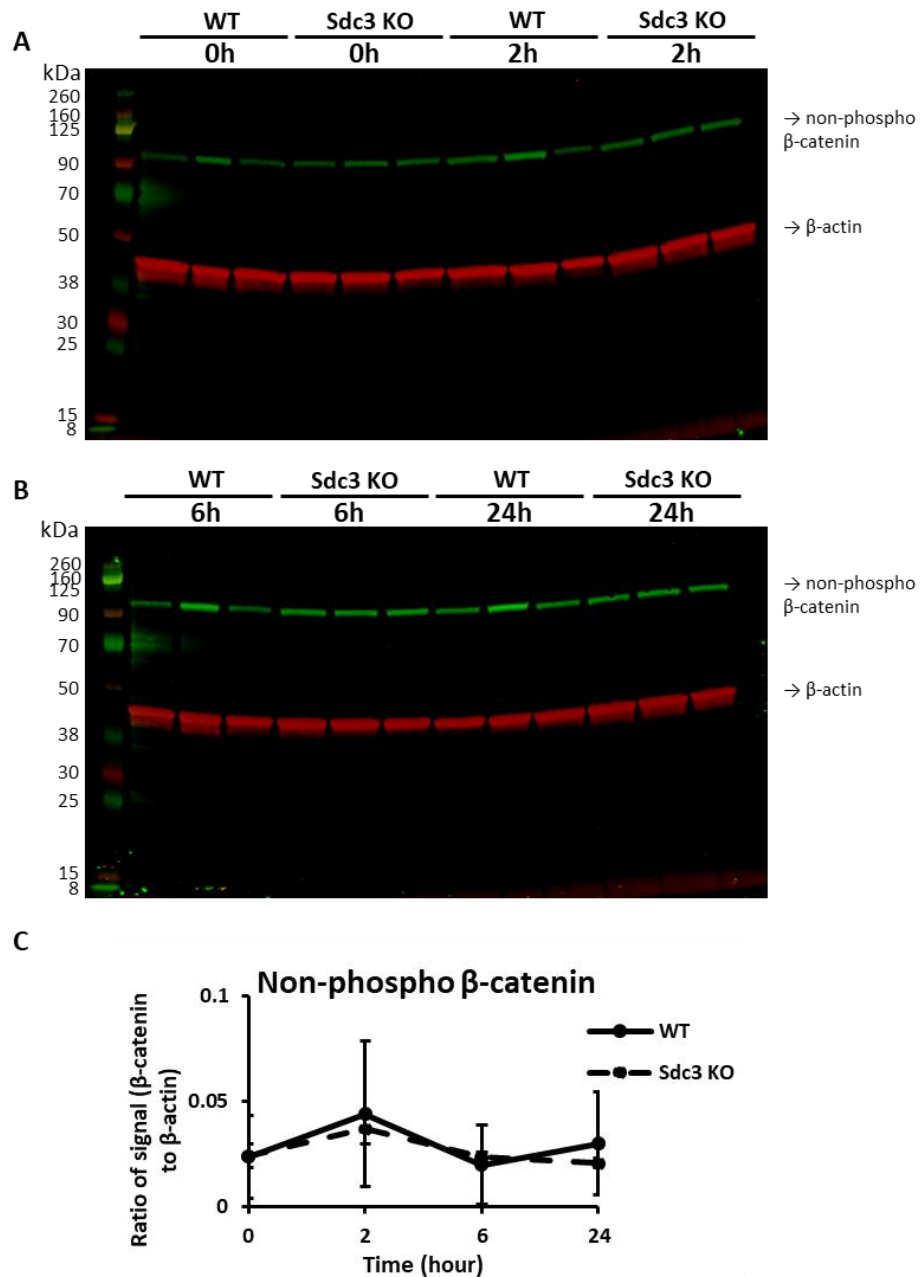 A
WT Sdc3 KO WT Sdc3 KO
0h 0h 2h 2h
kDa
260
160
125
90
70
50
38
30
25
15
8
→ non-phospho
β-catenin
→ β-actin
B
WT Sdc3 KO WT Sdc3 KO
6h 6h 24h 24h
kDa
260
160
125
90
70
50
38
30
25
15
8
→ non-phospho
β-catenin
→ β-actin
C
Non-phospho β-catenin
Ratio of signal (β-catenin
to β-actin)
0.1
0.05
0
WT
Sdc3 KO
0 2 6 24
Time (hour)